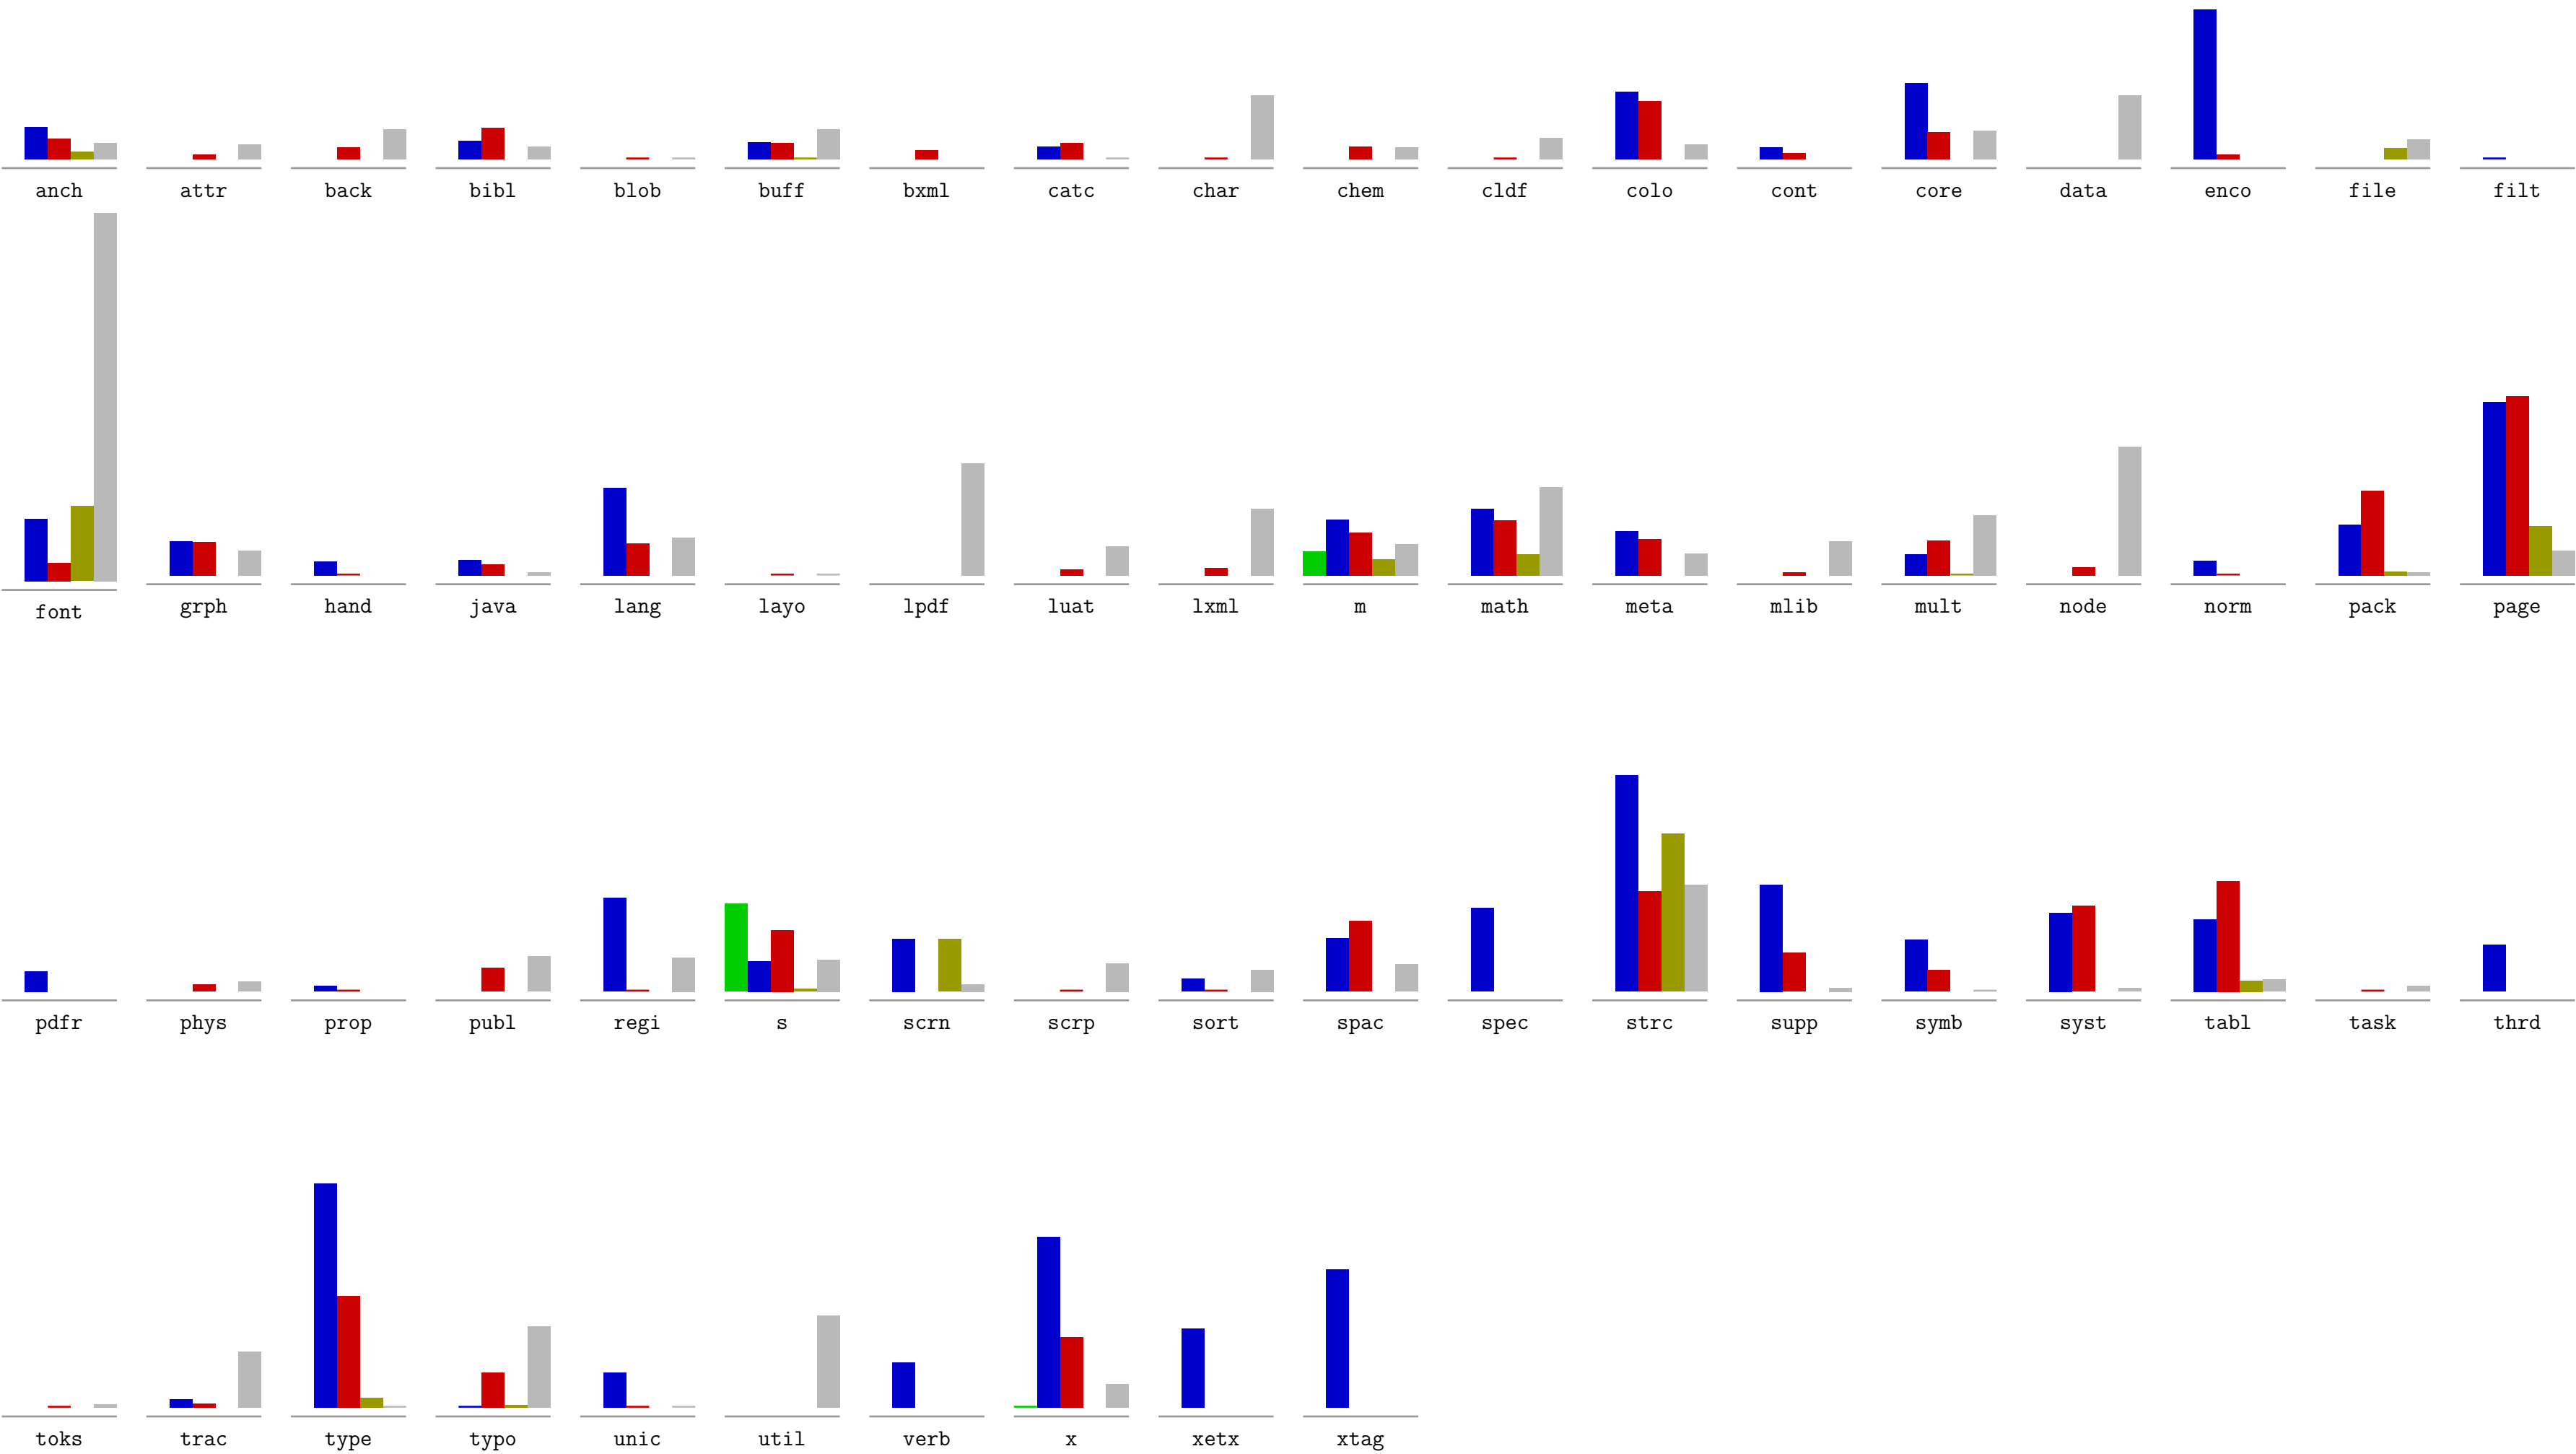 anch attr back bibl blob buff bxml catc char chem cldf colo cont core data enco file filt
font grph hand java lang layo lpdf luat lxml m math meta mlib mult node norm pack page
pdfr phys prop publ regi s scrn scrp sort spac spec strc supp symb syst tabl task thrd
toks trac type typo unic util verb x xetx xtag